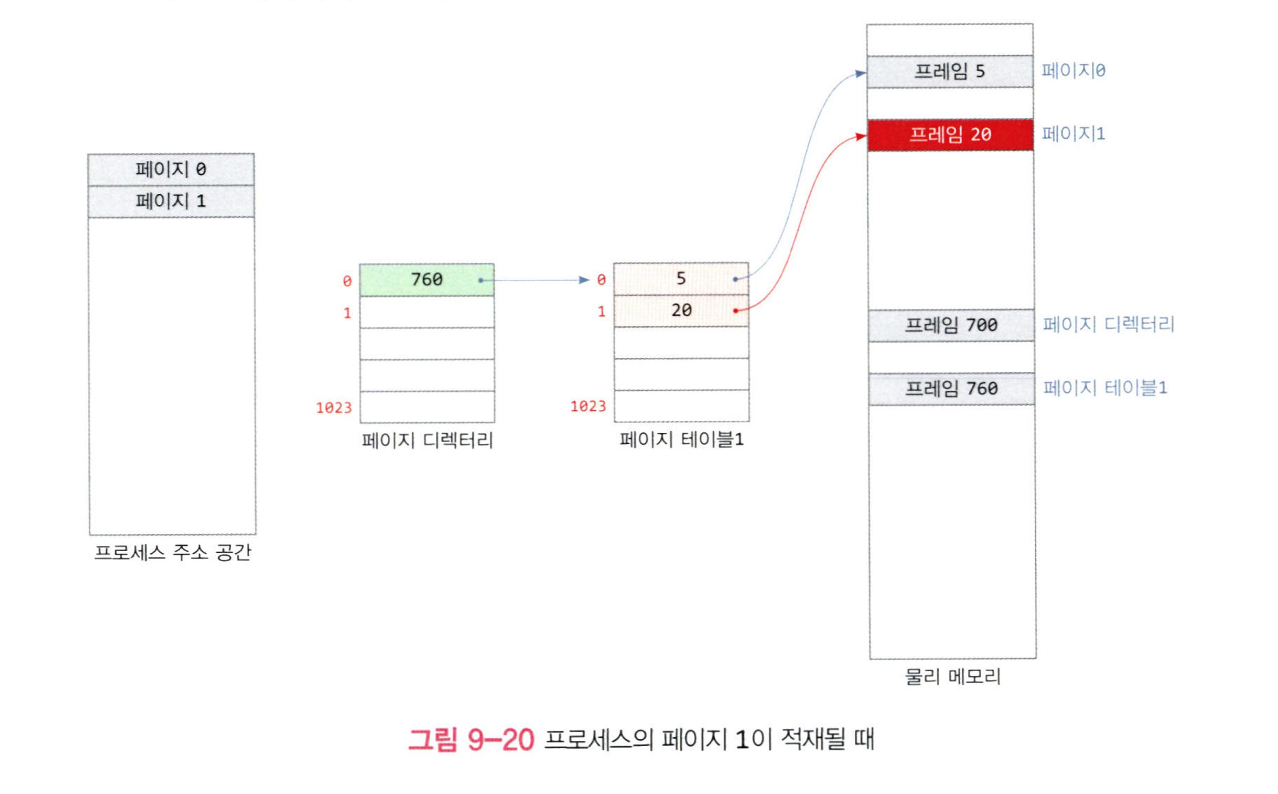 페이지 0
페이지 1
프로세스 주소 공간
0
760
1
1023
페이지 디렉터리
0
5
1
20
1023
페이지 테이블1
프레임 5
페이지0
프레임 20
페이지1
프레임 700
페이지 디렉터리
프레임 760
페이지 테이블1
물리 메모리
그림 9-20 프로세스의 페이지 1이 적재될 때